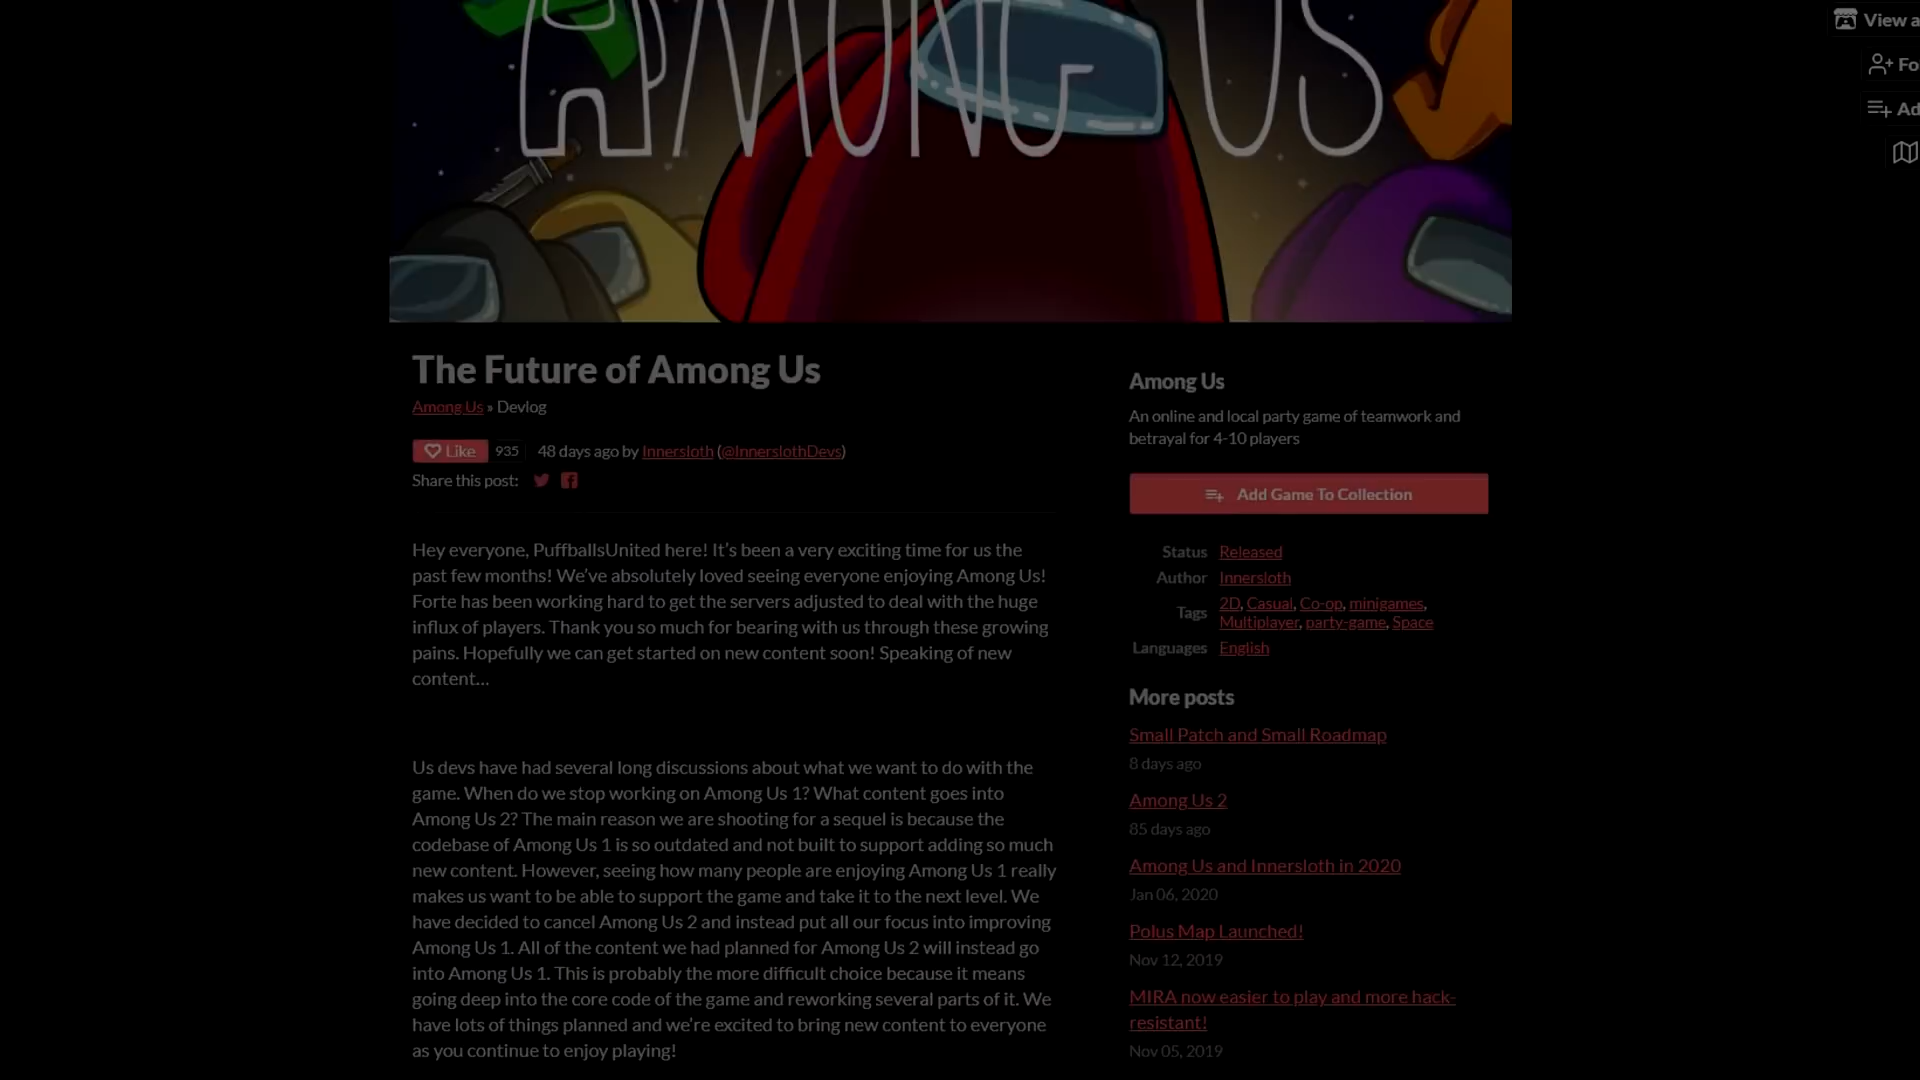 AMONG US
View a
Fo
Ad
The Future of Among Us
Among Us » Devlog
Like 935 48 days ago by Innersloth (@InnerslothDevs)
Share this post:
Hey everyone, PuffballsUnited here! It's been a very exciting time for us the
past few months! We've absolutely loved seeing everyone enjoying Among Us!
Forte has been working hard to get the servers adjusted to deal with the huge
influx of players. Thank you so much for bearing with us through these growing
pains. Hopefully we can get started on new content soon! Speaking of new
content...
Us devs have had several long discussions about what we want to do with the
game. When do we stop working on Among Us 1? What content goes into
Among Us 2? The main reason we are shooting for a sequel is because the
codebase of Among Us 1 is so outdated and not built to support adding so much
new content. However, seeing how many people are enjoying Among Us 1 really
makes us want to be able to support the game and take it to the next level. We
have decided to cancel Among Us 2 and instead put all our focus into improving
Among Us 1. All of the content we had planned for Among Us 2 will instead go
into Among Us 1. This is probably the more difficult choice because it means
going deep into the core code of the game and reworking several parts of it. We
have lots of things planned and we're excited to bring new content to everyone
as you continue to enjoy playing!
Among Us
An online and local party game of teamwork and
betrayal for 4-10 players
Add Game To Collection
Status Released
Author Innersloth
Tags 2D, Casual, Co-op, minigames,
Multiplayer, party-game, Space
Languages English
More posts
Small Patch and Small Roadmap
8 days ago
Among Us 2
85 days ago
Among Us and Innersloth in 2020
Jan 06, 2020
Polus Map Launched!
Nov 12, 2019
MIRA now easier to play and more hack-
resistant!
Nov 05, 2019